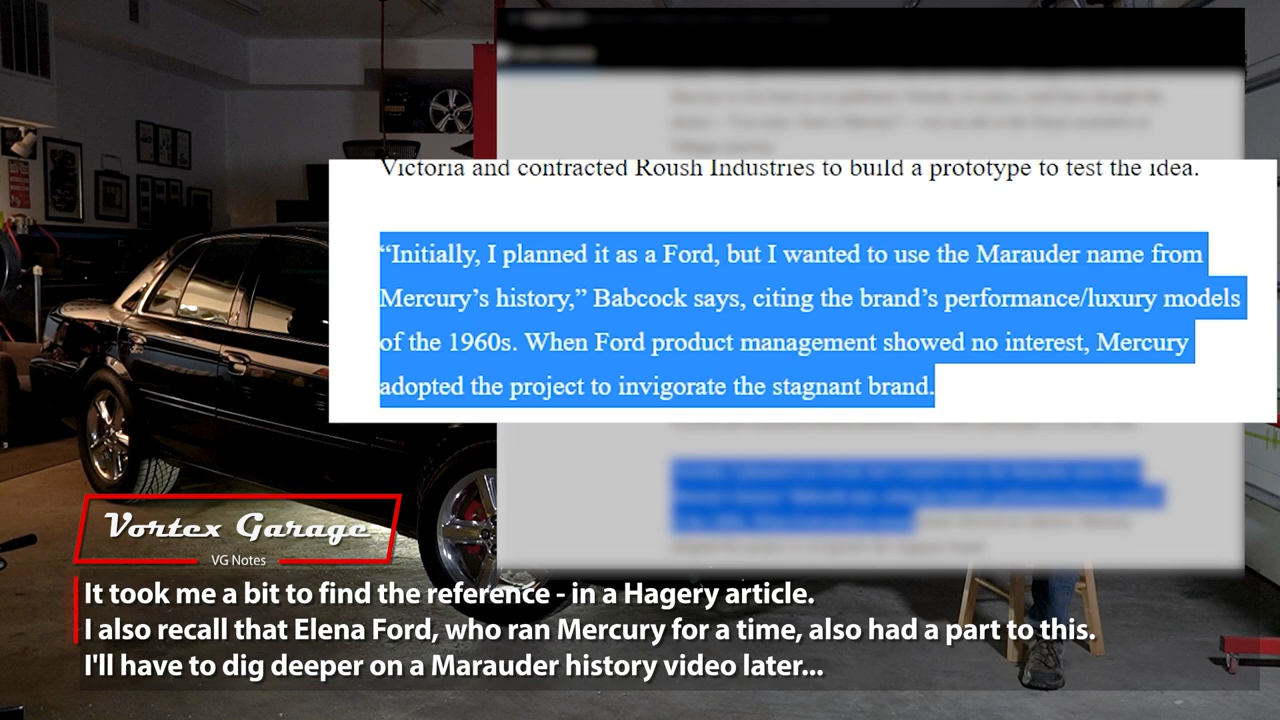 Victoria and contracted Roush Industries to build a prototype to test the idea.
“Initially, I planned it as a Ford, but I wanted to use the Marauder name from
Mercury’s history,” Babcock says, citing the brand’s performance/luxury models
of the 1960s. When Ford product management showed no interest, Mercury
adopted the project to invigorate the stagnant brand.
Vortex Garage
VG Notes
It took me a bit to find the reference - in a Hagery article.
I also recall that Elena Ford, who ran Mercury for a time, also had a part to this.
I'll have to dig deeper on a Marauder history video later...